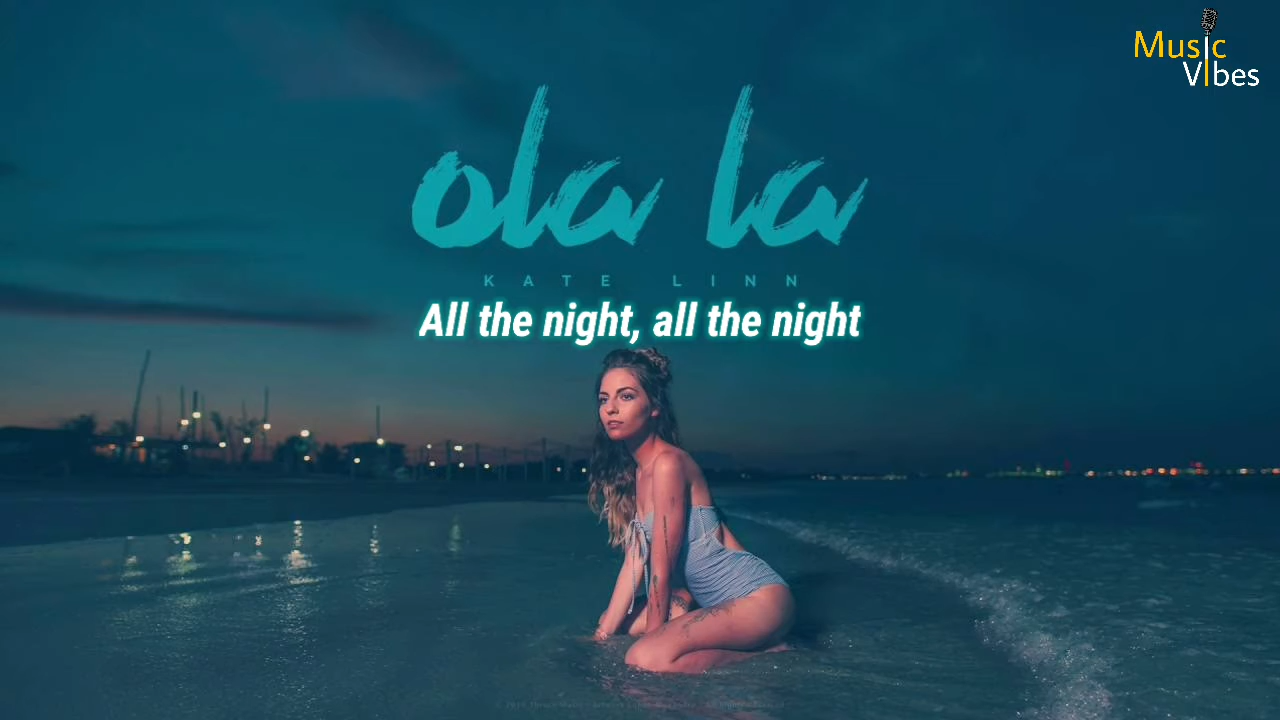 Music
Vibes
ola la
KATE LINN
All the night, all the night